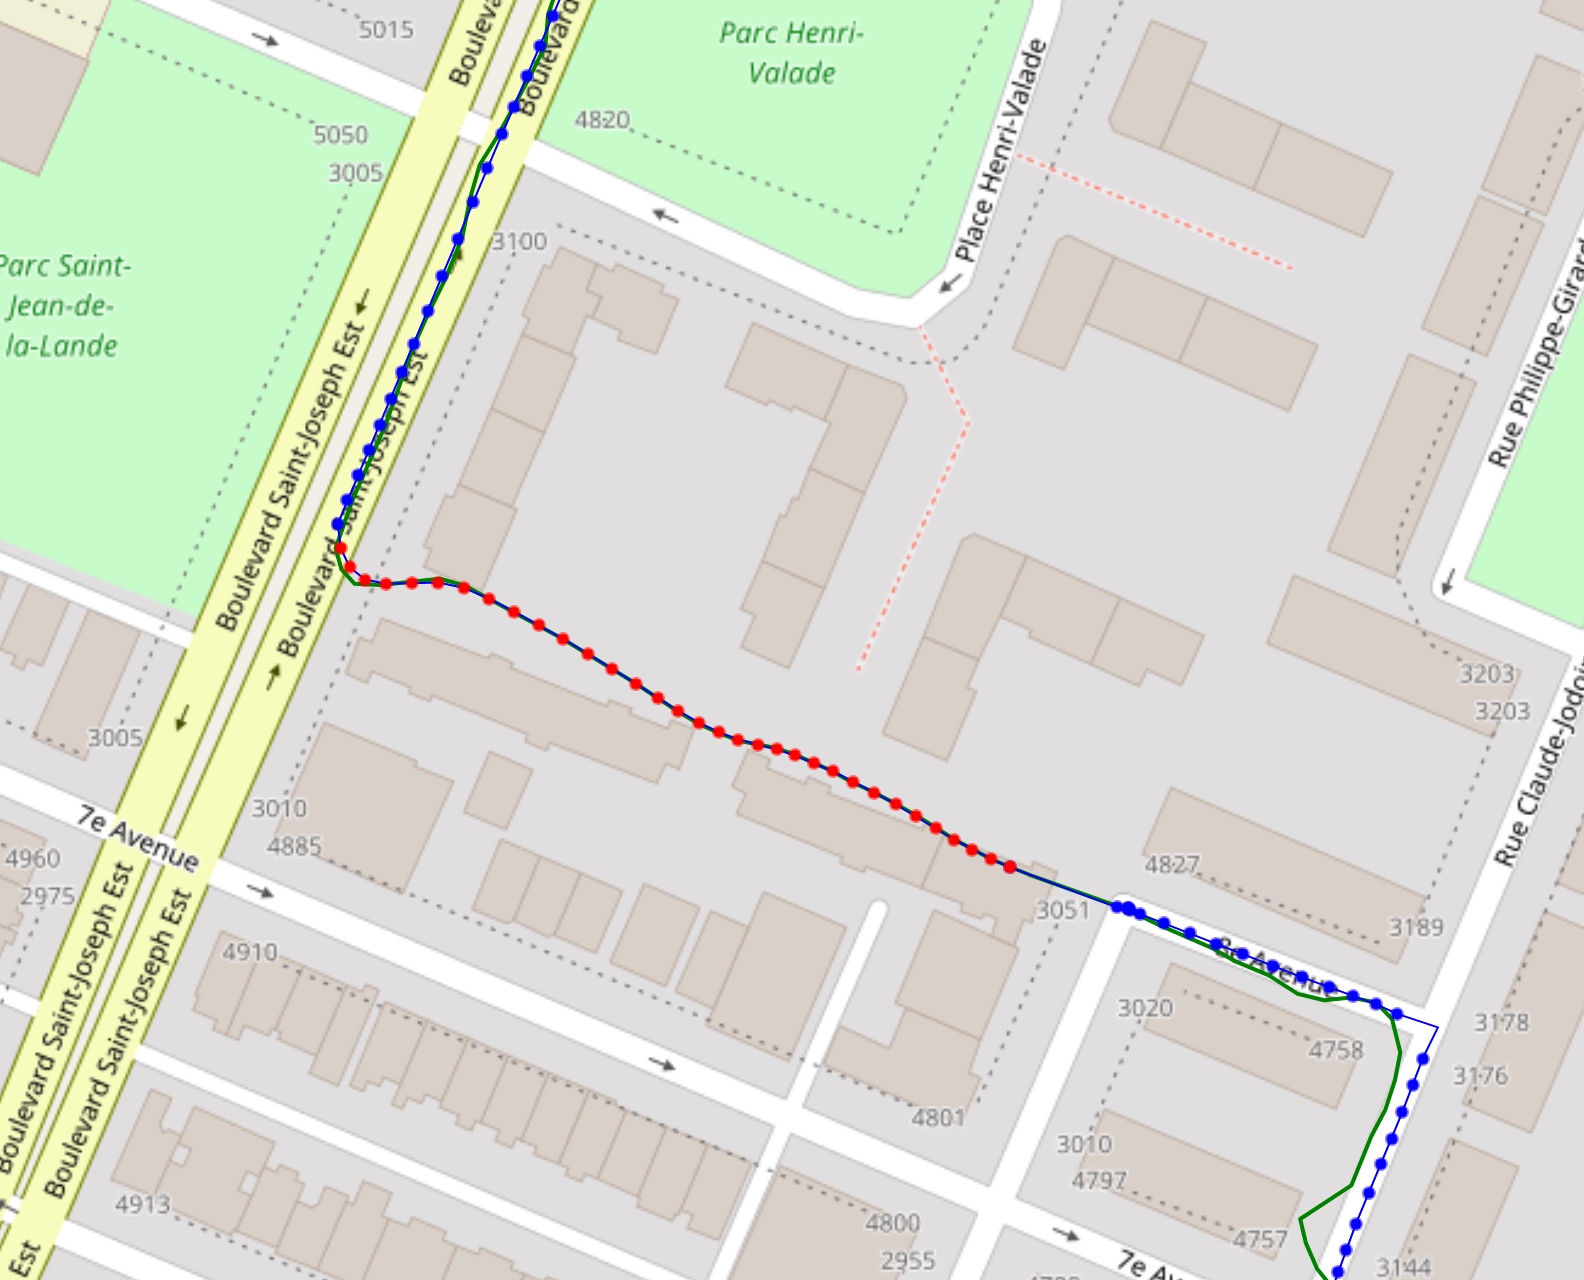 5015
Boulevard
Parc Henri-
Valade
4820
5050
3005
Place Henri-Valade
3100
Parc Saint-
Jean-de-
la-Lande
Boulevard Saint-Joseph Est
Boulevard Saint-Joseph Est
Rue Philippe-Girard
3203
3203
3005
3010
4885
7e Avenue
4960
2975
4827
3051
3189
Rue Claude-Jodoin
4910
8e Avenue
3020
4758
3178
3176
4801
Boulevard Saint-Joseph Est
Boulevard Saint-Joseph Est
3010
4797
4757
4913
4800
2955
3144
7e Av
Est